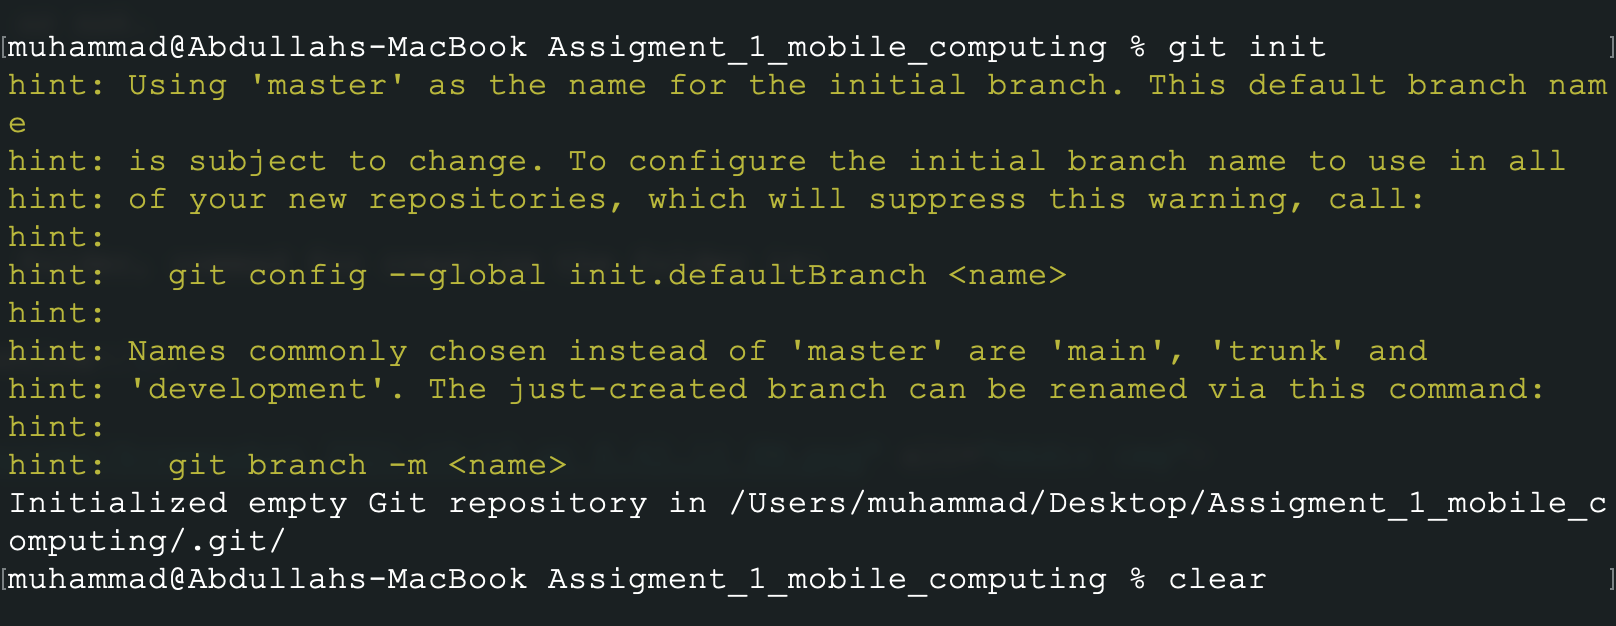 muhammad@Abdullahs-MacBook Assigment_1_mobile_computing % git init
hint: Using 'master' as the name for the initial branch. This default branch nam
e
hint: is subject to change. To configure the initial branch name to use in all
hint: of your new repositories, which will suppress this warning, call:
hint:
hint:   git config --global init.defaultBranch <name>
hint:
hint: Names commonly chosen instead of 'master' are 'main', 'trunk' and
hint: 'development'. The just-created branch can be renamed via this command:
hint:
hint:   git branch -m <name>
Initialized empty Git repository in /Users/muhammad/Desktop/Assigment_1_mobile_c
omputing/.git/
muhammad@Abdullahs-MacBook Assigment_1_mobile_computing % clear